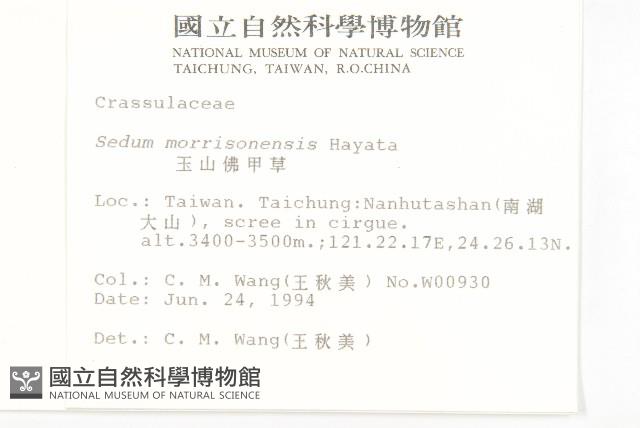 國立自然科學博物館
NATIONAL MUSEUM OF NATURAL SCIENCE
TAICHUNG, TAIWAN, R.O.CHINA
Crassulaceae
Sedum morrisonensis Hayata
玉山佛甲草
Loc.: Taiwan. Taichung:Nanhutashan(南湖
大山), scree in cirgue.
alt.3400-3500m.;121.22.17E,24.26.13N.
Col.: C. M. Wang(王秋美) No.W00930
Date: Jun. 24, 1994
Det.: C. M. Wang(王秋美)
國立自然科學博物館
NATIONAL MUSEUM OF NATURAL SCIENCE